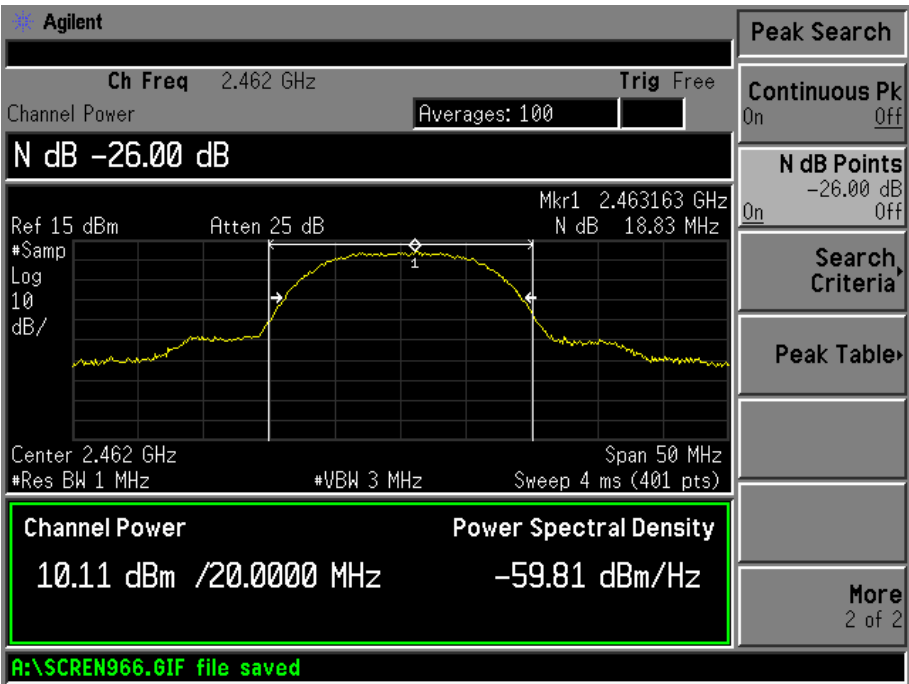 Agilent
Peak Search
Ch Freq 2.462 GHz Trig Free
Channel Power Averages: 100
Continuous Pk
On Off
N dB -26.00 dB
N dB Points
-26.00 dB
On Off
Mkr1 2.463163 GHz
Ref 15 dBm Atten 25 dB N dB 18.83 MHz
#Samp
Log
10
dB/
1
Search
Criteria
Peak Table
Center 2.462 GHz Span 50 MHz
#Res BW 1 MHz #VBW 3 MHz Sweep 4 ms (401 pts)
Channel Power Power Spectral Density
10.11 dBm /20.0000 MHz -59.81 dBm/Hz
More
2 of 2
A:\SCREN966.GIF file saved